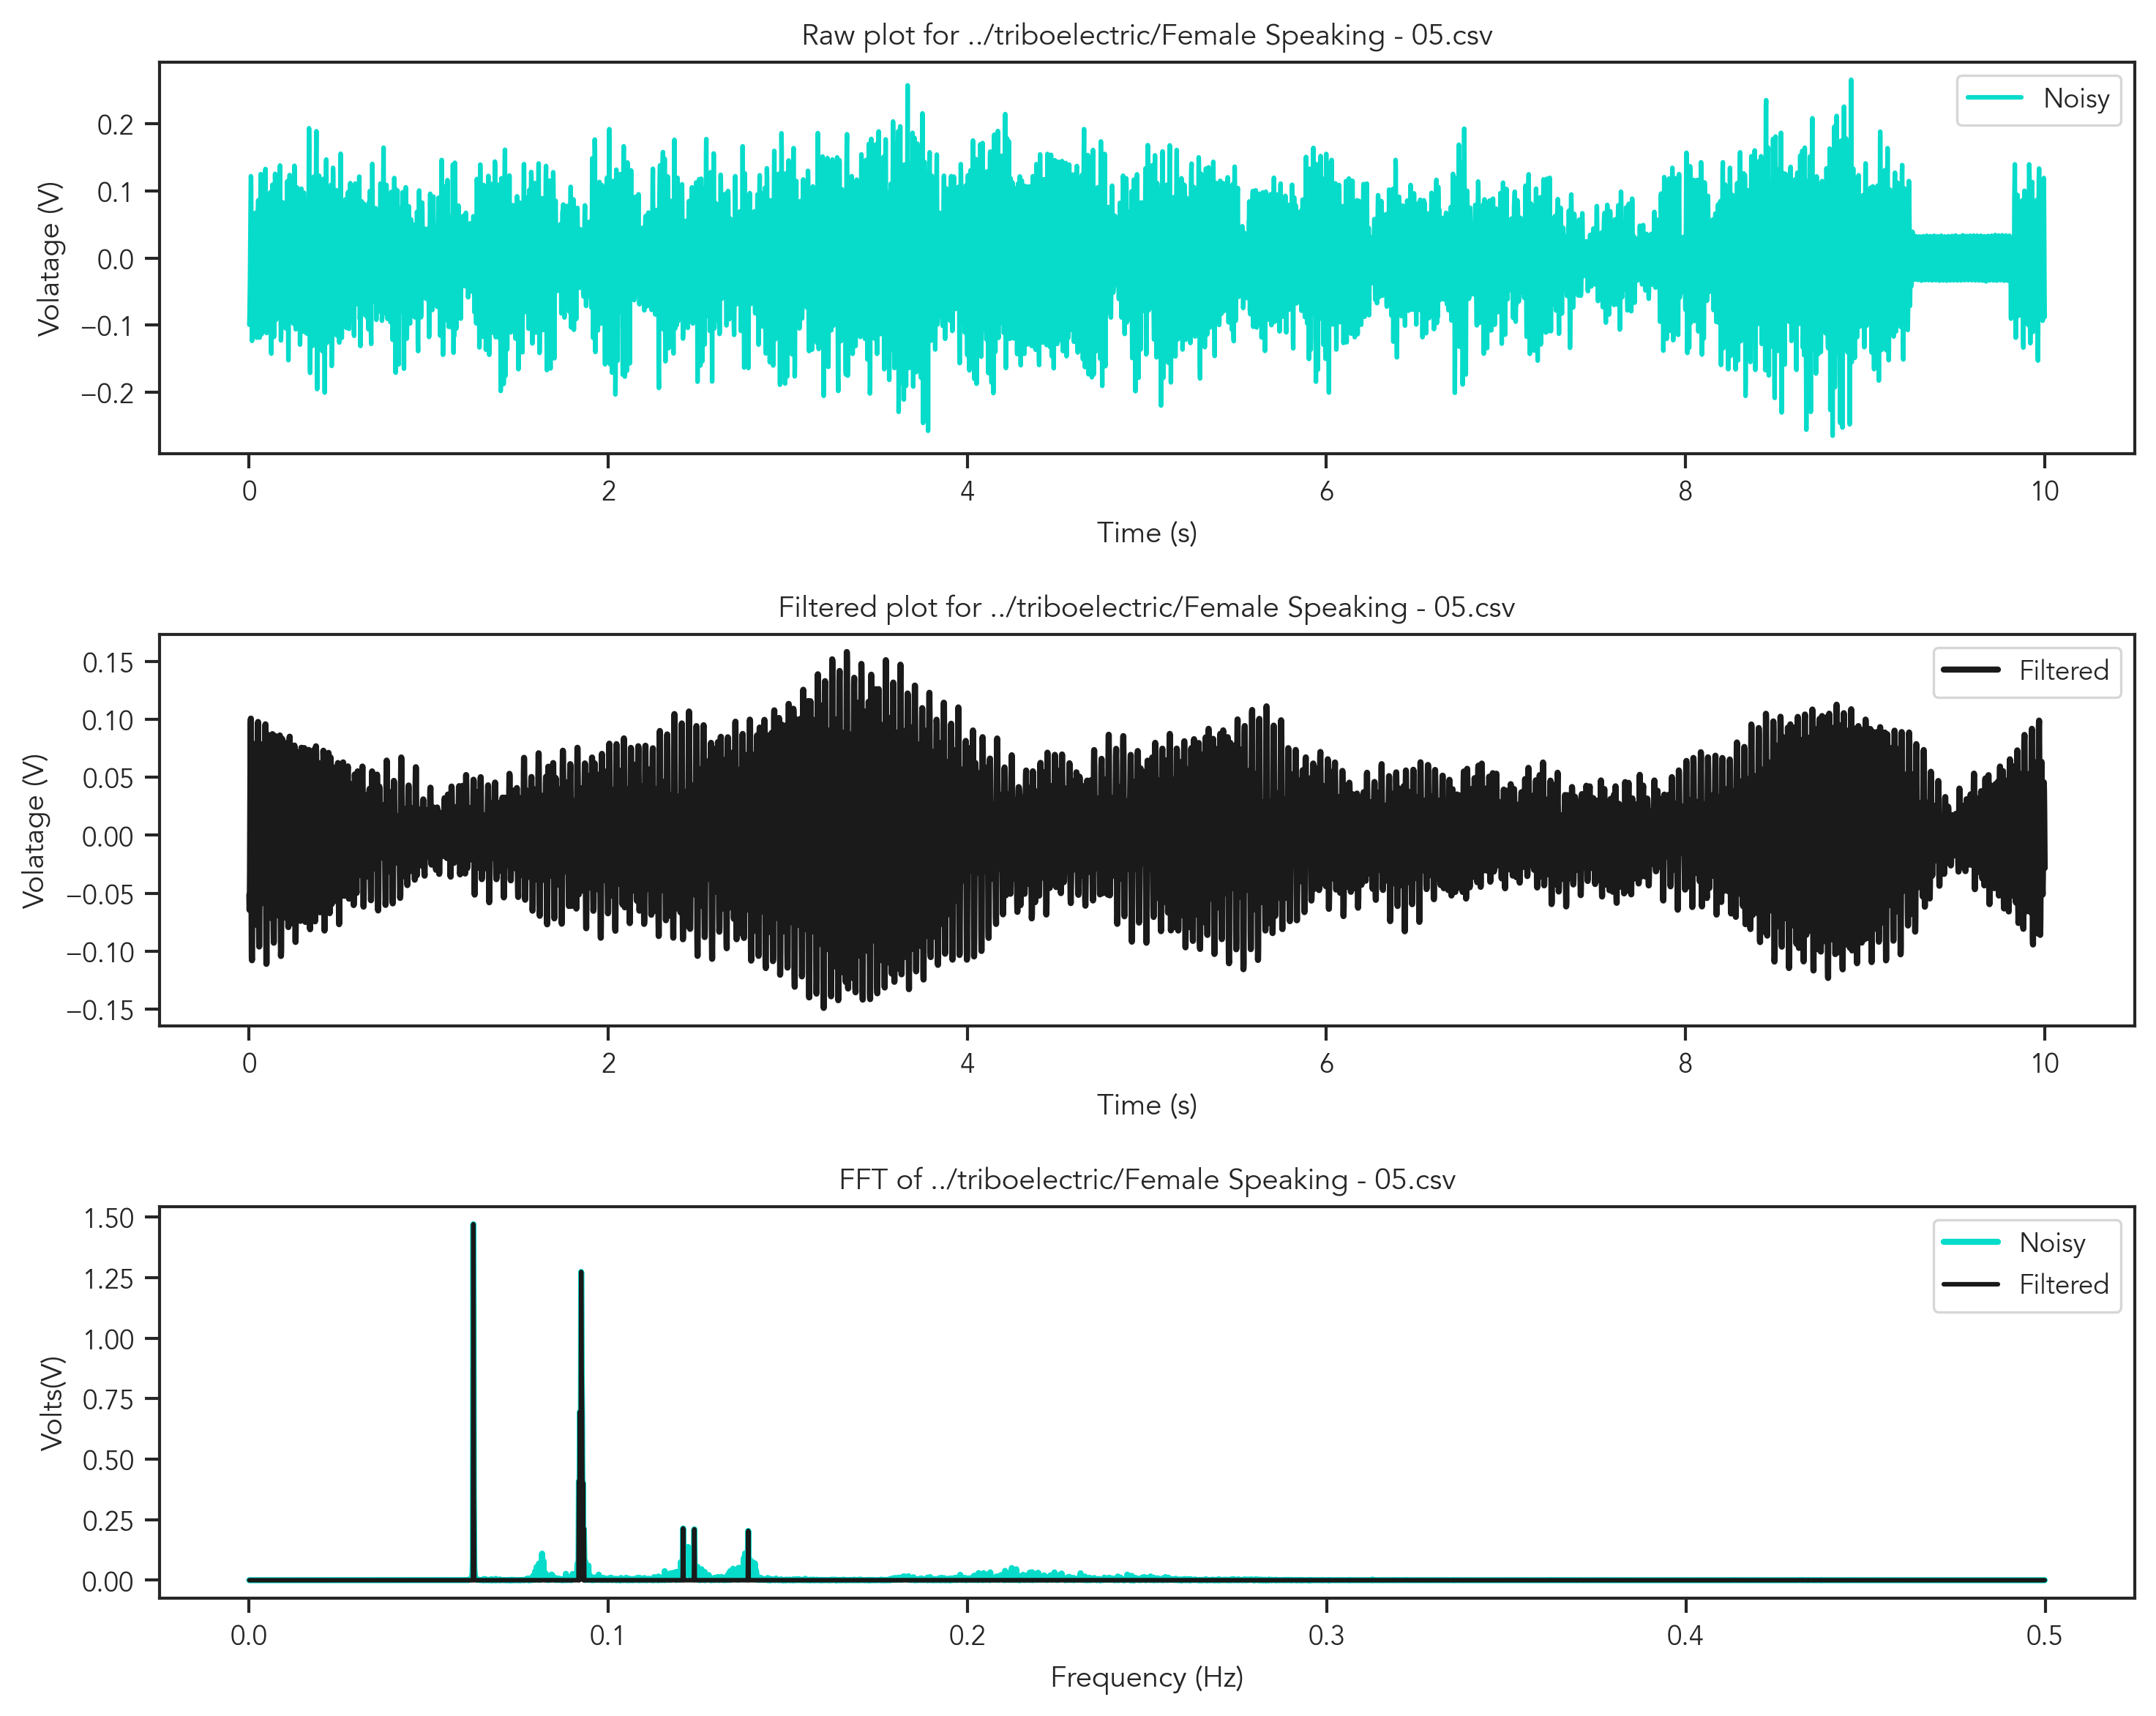 Raw plot for ../triboelectric/Female Speaking - 05.csv
Noisy
0.2
0.1
0.0
−0.1
−0.2
Volatage (V)
0 2 4 6 8 10
Time (s)
Filtered plot for ../triboelectric/Female Speaking - 05.csv
Filtered
0.15
0.10
0.05
0.00
−0.05
−0.10
−0.15
Volatage (V)
0 2 4 6 8 10
Time (s)
FFT of ../triboelectric/Female Speaking - 05.csv
Noisy
Filtered
1.50
1.25
1.00
0.75
0.50
0.25
0.00
Volts(V)
0.0 0.1 0.2 0.3 0.4 0.5
Frequency (Hz)